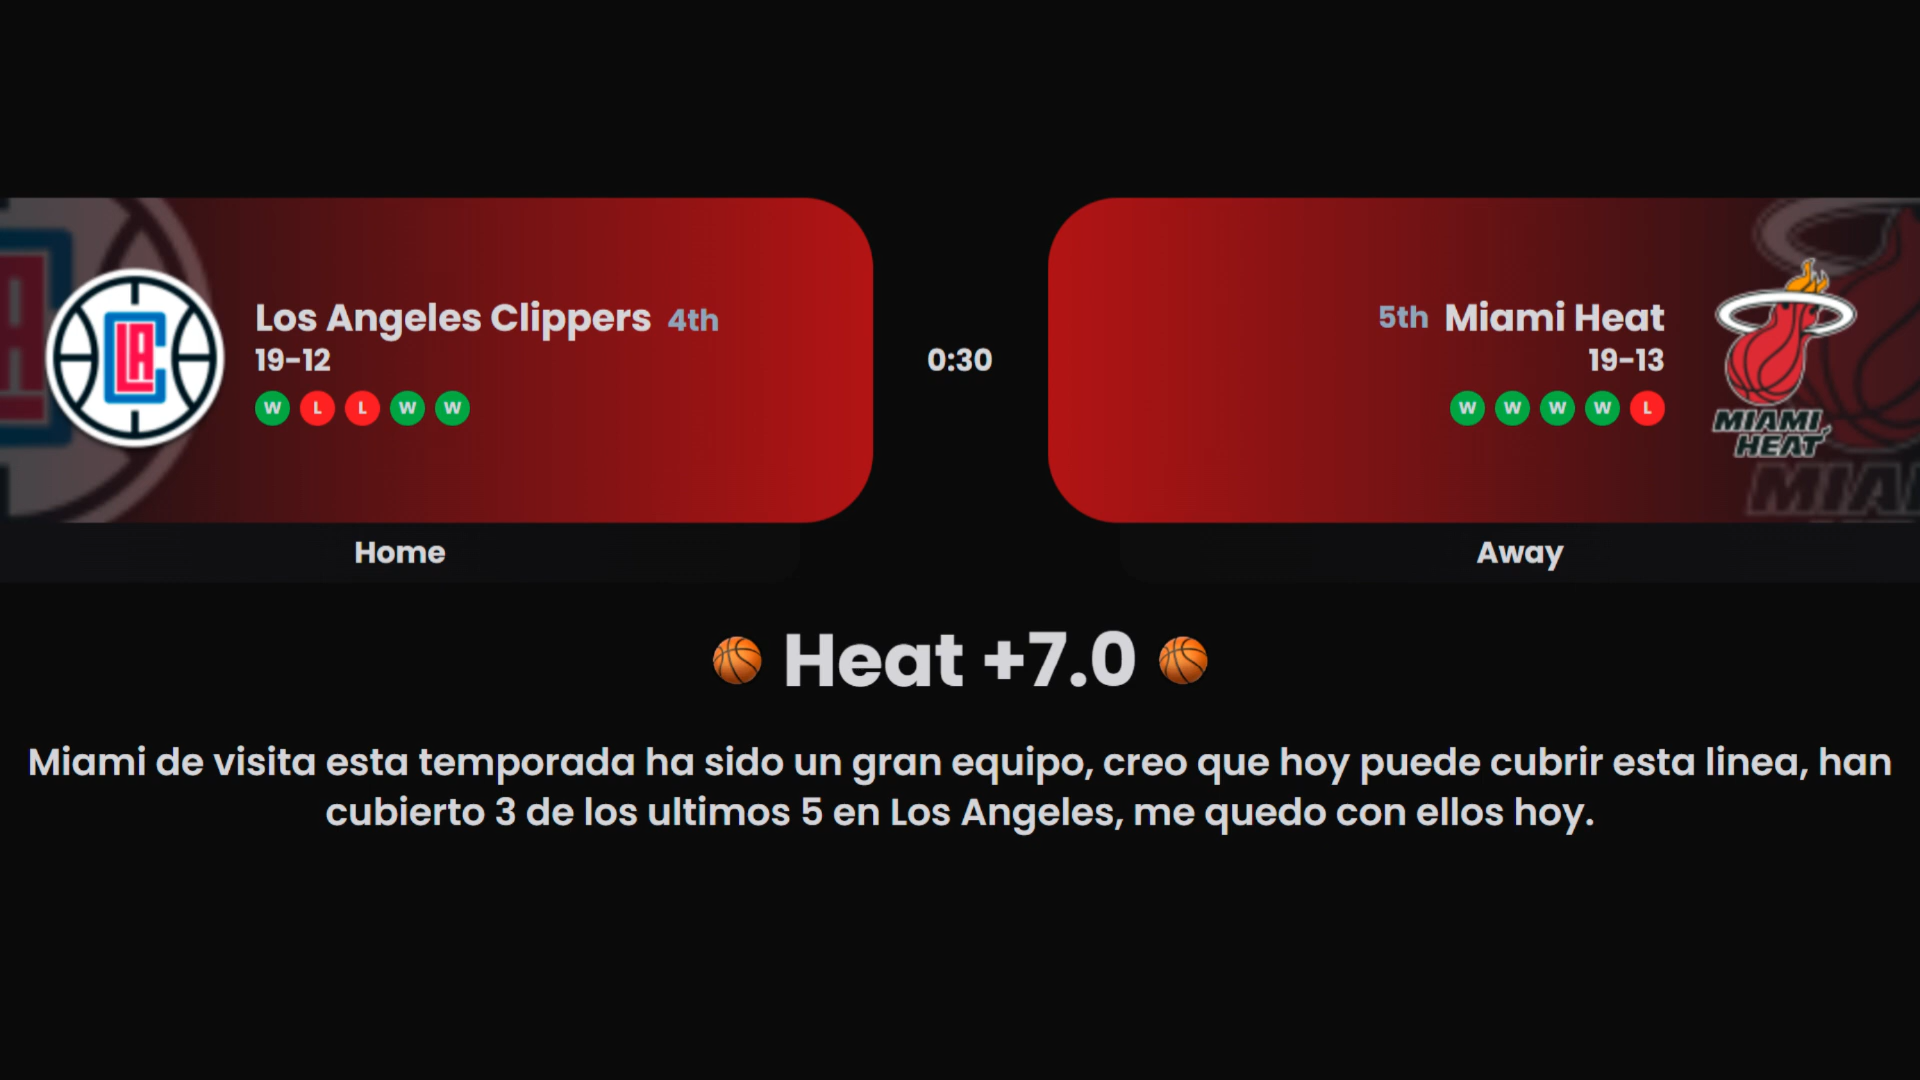 Los Angeles Clippers 4th
19-12
W L L W W
0:30
5th Miami Heat
19-13
W W W W L
MIAMI
HEAT
Home
Away
🏀 Heat +7.0 🏀
Miami de visita esta temporada ha sido un gran equipo, creo que hoy puede cubrir esta linea, han
cubierto 3 de los ultimos 5 en Los Angeles, me quedo con ellos hoy.